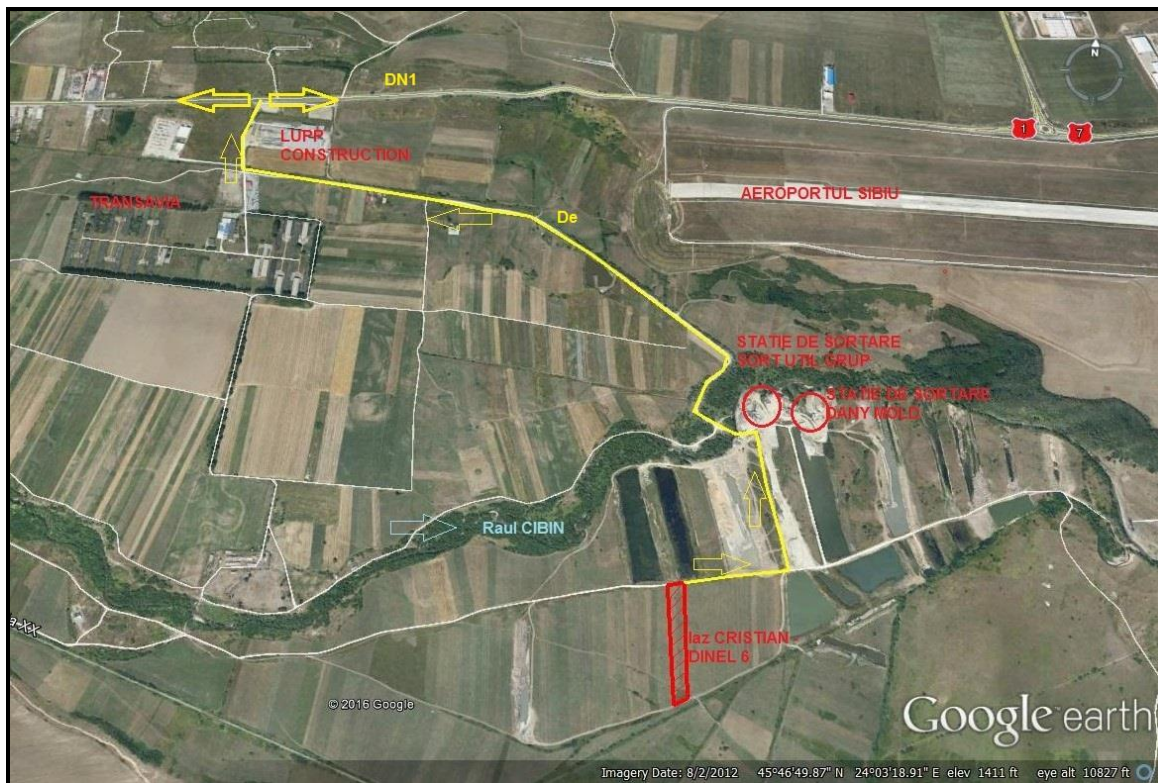 DN1
N
LUPP
CONSTRUCTION
1
7
TRANSAVIA
AEROPORTUL SIBIU
De
STATIE DE SORTARE
SORT UTIL GRUP
STATIE DE SORTARE
DANY MOLD
Raul CIBIN
Iaz CRISTIAN
DINEL 6
© 2016 Google
Google earth
Imagery Date: 8/2/2012 45°46'49.87" N 24°03'18.91" E elev 1411 ft eye alt 10827 ft